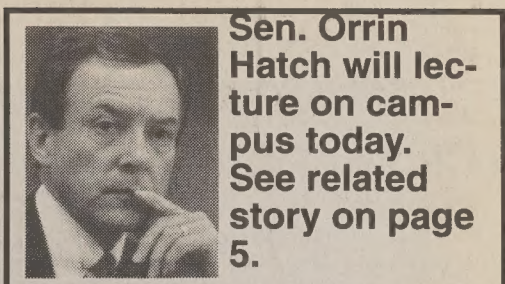 Sen. Orrin
Hatch will lec-
ture on cam-
pus today.
See related
story on page
5.